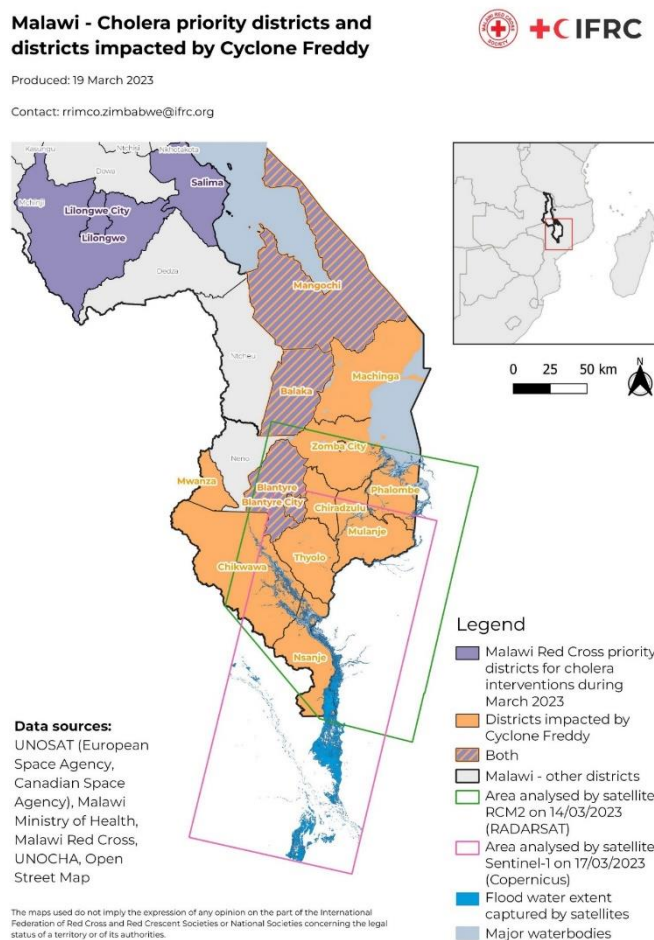 Malawi - Cholera priority districts and
districts impacted by Cyclone Freddy
Produced: 19 March 2023
Contact: rrimco.zimbabwe@ifrc.org
MALAWI RED CROSS
SOCIETY
IFRC
Kasungu
Ntchisi
Nkhotakota
Dowa
Mchinji
Salima
Lilongwe City
Lilongwe
Dedza
Mangochi
Ntcheu
Machinga
Balaka
Zomba City
Neno
Mwanza
Blantyre
Phalombe
Blantyre City
Chiradzulu
Mulanje
Thyolo
Chikwawa
Nsanje
0 25 50 km
N
Legend
Malawi Red Cross priority
districts for cholera
interventions during
March 2023
Districts impacted by
Cyclone Freddy
Both
Malawi - other districts
Area analysed by satellite
RCM2 on 14/03/2023
(RADARSAT)
Area analysed by satellite
Sentinel-1 on 17/03/2023
(Copernicus)
Flood water extent
captured by satellites
Major waterbodies
Data sources:
UNOSAT (European
Space Agency,
Canadian Space
Agency), Malawi
Ministry of Health,
Malawi Red Cross,
UNOCHA, Open
Street Map
The maps used do not imply the expression of any opinion on the part of the International
Federation of Red Cross and Red Crescent Societies or National Societies concerning the legal
status of a territory or of its authorities.